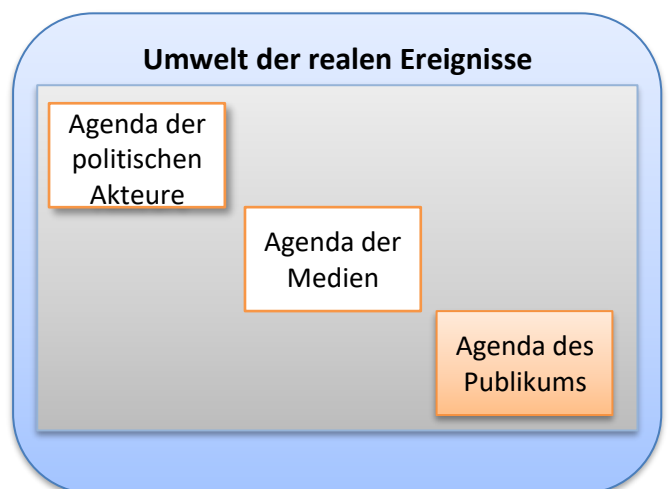 Umwelt der realen Ereignisse
Agenda der
politischen
Akteure
Agenda der
Medien
Agenda des
Publikums